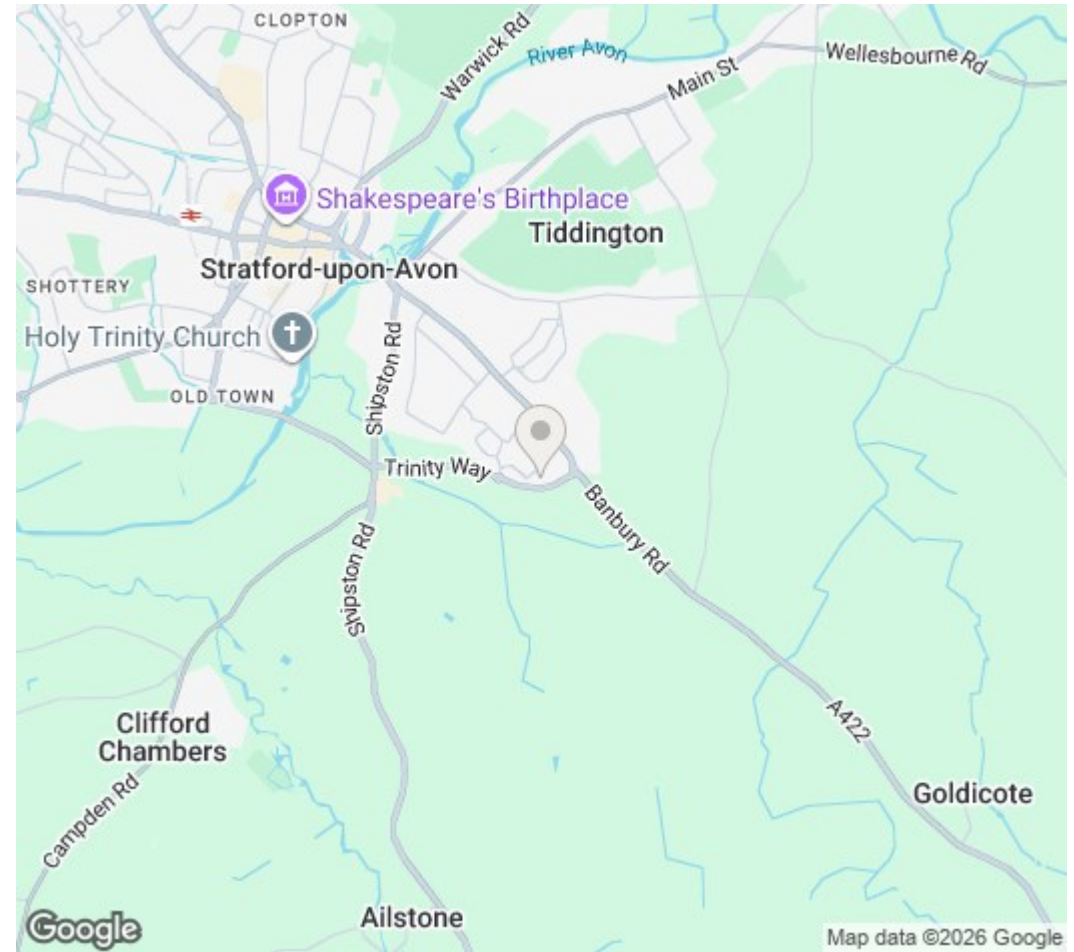 CLOPTON
Warwick Rd
River Avon
Main St
Wellesbourne Rd
Shakespeare's Birthplace
Tiddington
Stratford-upon-Avon
SHOTTERY
Holy Trinity Church
Shipston Rd
OLD TOWN
Trinity Way
Banbury Rd
Shipston Rd
Clifford
Chambers
A422
Campden Rd
Goldicote
Ailstone
Google
Map data ©2026 Google